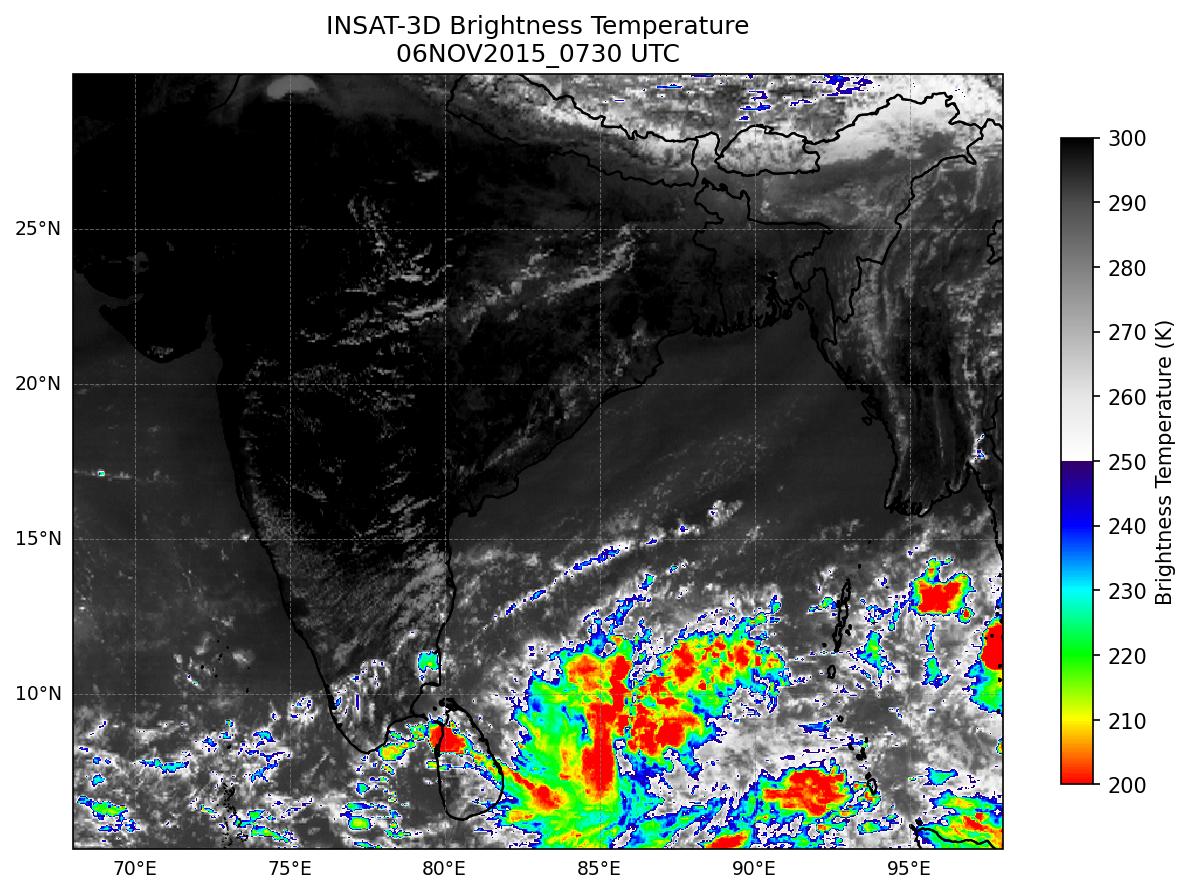 INSAT-3D Brightness Temperature
06NOV2015_0730 UTC
25°N
20°N
15°N
10°N
70°E
75°E
80°E
85°E
90°E
95°E
300
290
280
270
260
250
240
230
220
210
200
Brightness Temperature (K)